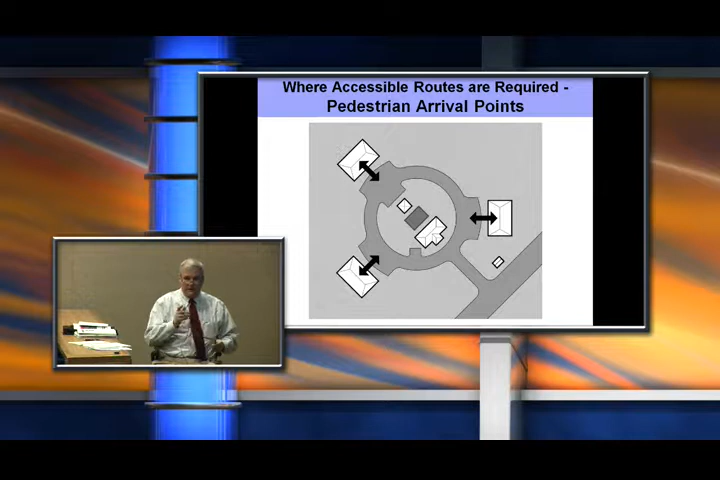 Where Accessible Routes are Required -
Pedestrian Arrival Points